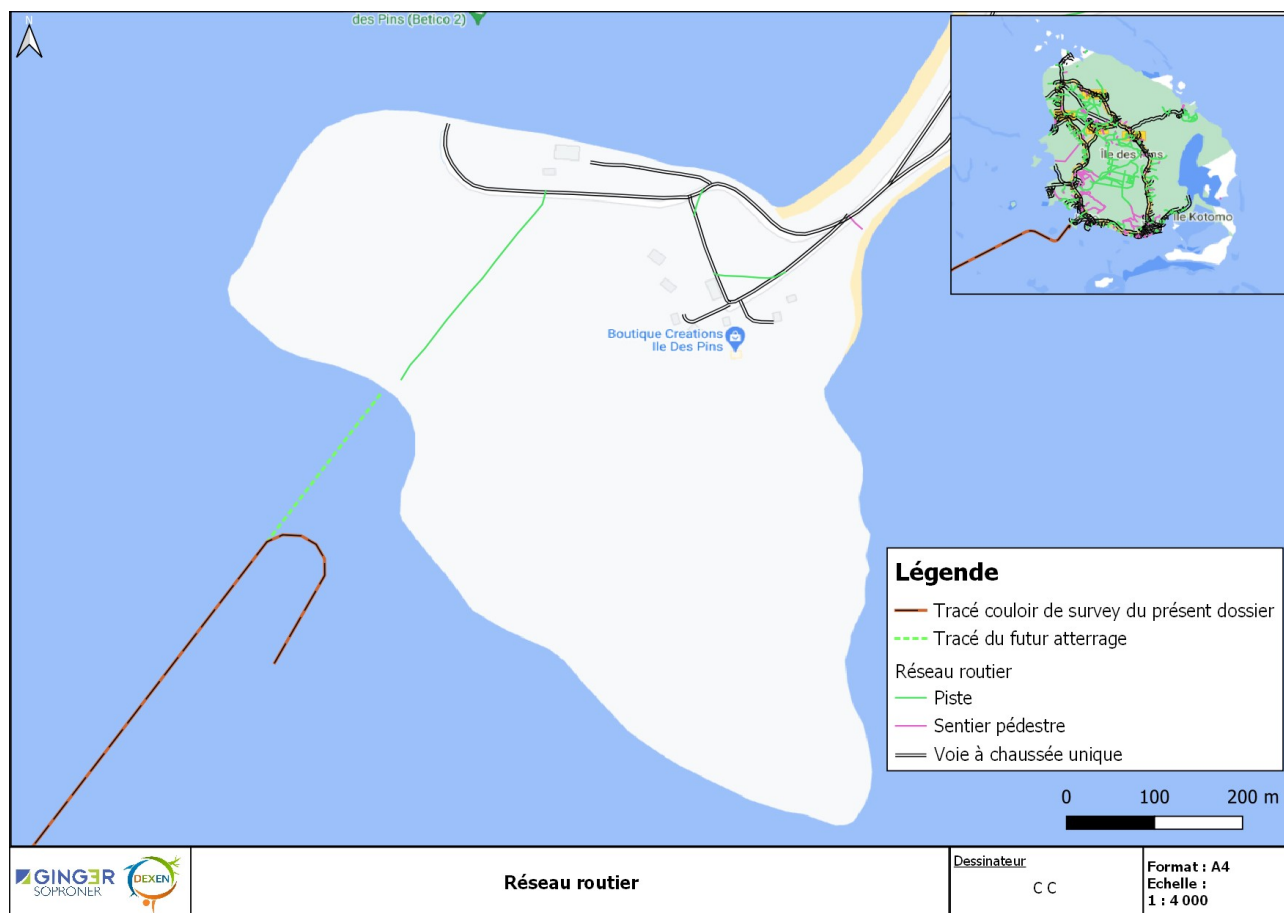 N
des Pins (Betico 2)
Île des Pins
Île Kotomo
Boutique Creations
Ile Des Pins
Légende
Tracé couloir de survey du présent dossier
Tracé du futur atterrage
Réseau routier
Piste
Sentier pédestre
Voie à chaussée unique
0 100 200 m
GINGER
SOPRONER
DEXEN
Réseau routier
Dessinateur
C C
Format : A4
Echelle :
1 : 4 000